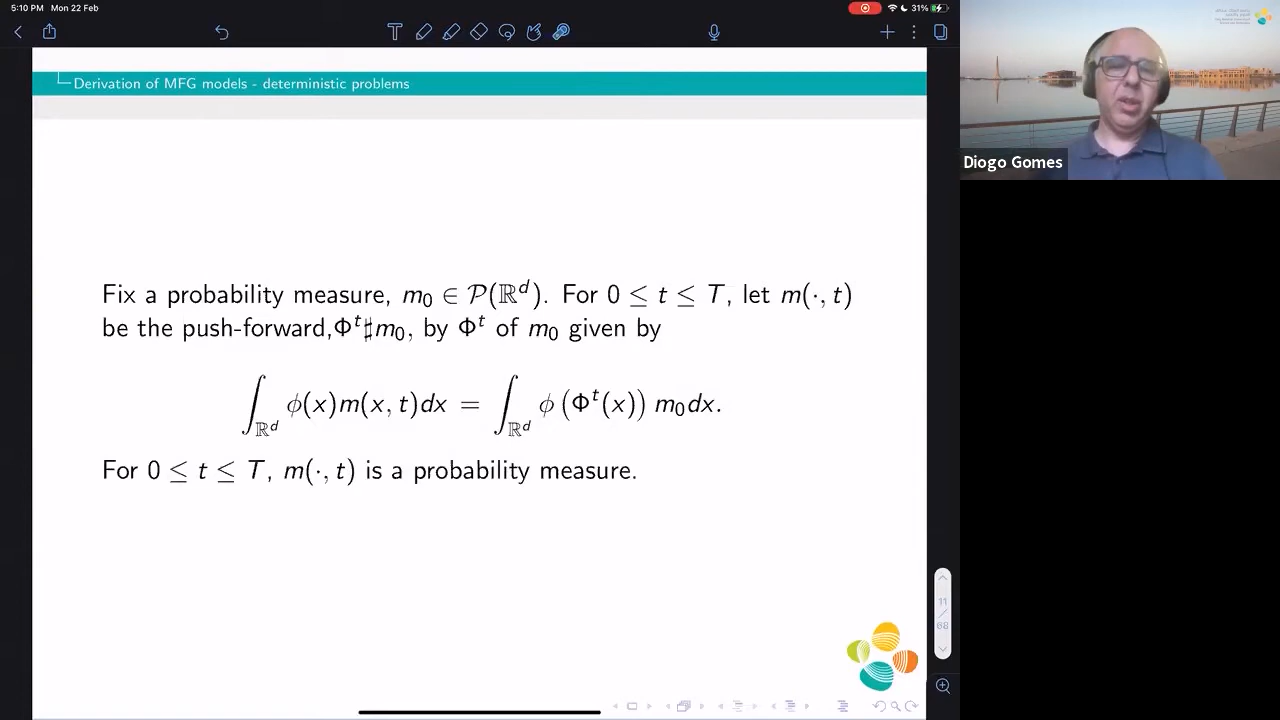 5:10 PM Mon 22 Feb
31%
Derivation of MFG models - deterministic problems
Fix a probability measure, m₀ ∈ 𝒫(ℝᵈ). For 0 ≤ t ≤ T, let m(·, t)
be the push-forward,Φᵗ♯m₀, by Φᵗ of m₀ given by
∫_{ℝᵈ} ϕ(x)m(x, t)dx = ∫_{ℝᵈ} ϕ (Φᵗ(x)) m₀dx.
For 0 ≤ t ≤ T, m(·, t) is a probability measure.
11
/
68
Diogo Gomes